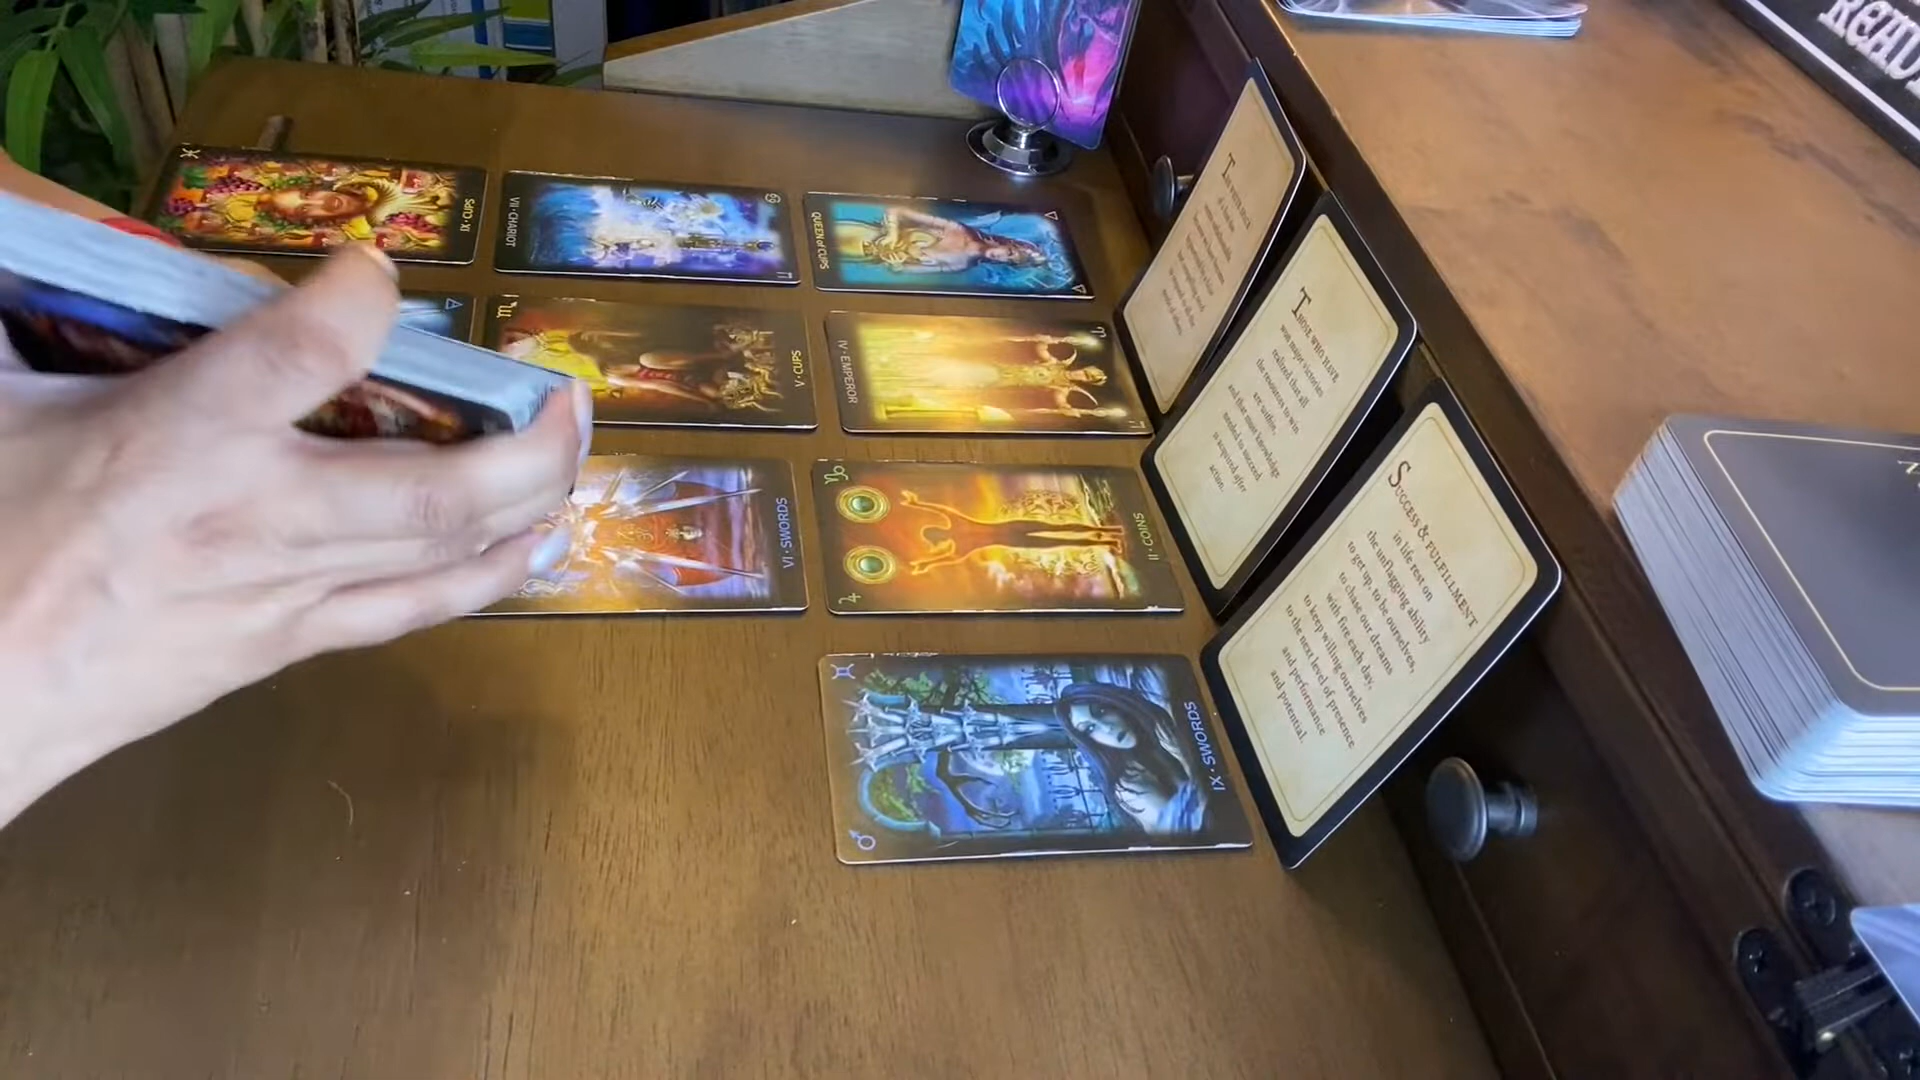 READ
XI·CUPS
VII·CHARIOT
QUEEN of CUPS
V·CUPS
IV·EMPEROR
VI·SWORDS
II·COINS
IX·SWORDS
THOSE WHO HAVE
won major victories
realized that all
the resources to win
are within,
and that most knowledge
needed to succeed
is acquired after
action.
SUCCESS & FULFILLMENT
in life rest on
the unflagging ability
to get up, to be ourselves,
to chase our dreams
with fire each day,
to keep willing ourselves
to the next level of presence
and performance
and potential.